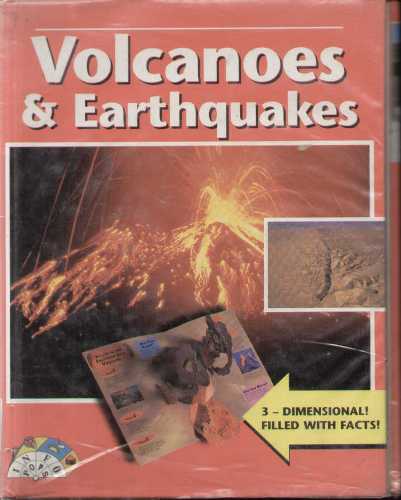 Volcanoes
& Earthquakes
3 – DIMENSIONAL!
FILLED WITH FACTS!